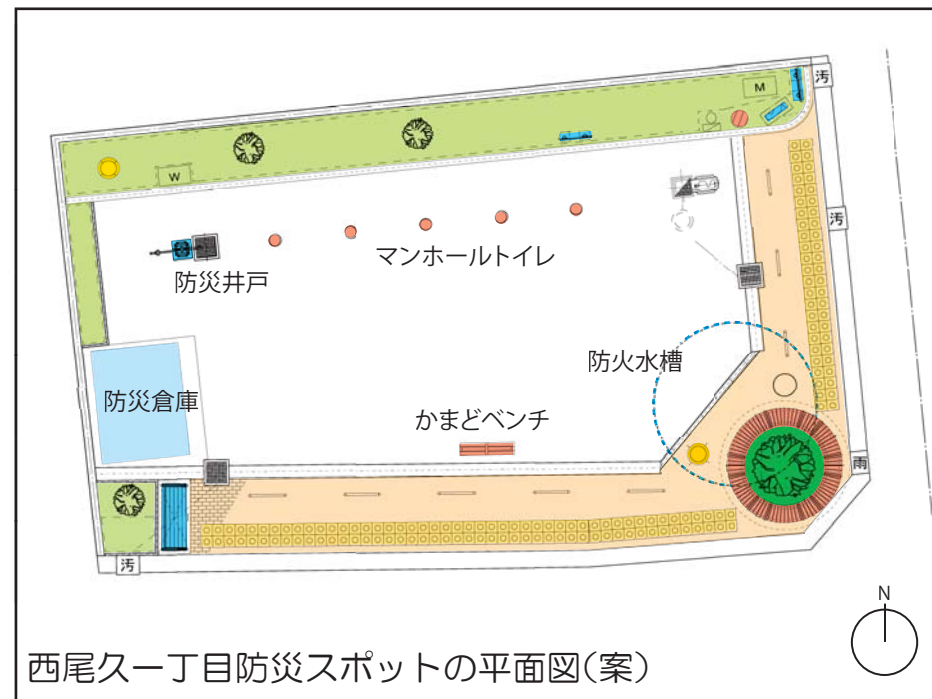 汚
M
W
汚
マンホールトイレ
防災井戸
防火水槽
防災倉庫
かまどベンチ
雨
汚
N
西尾久一丁目防災スポットの平面図(案)